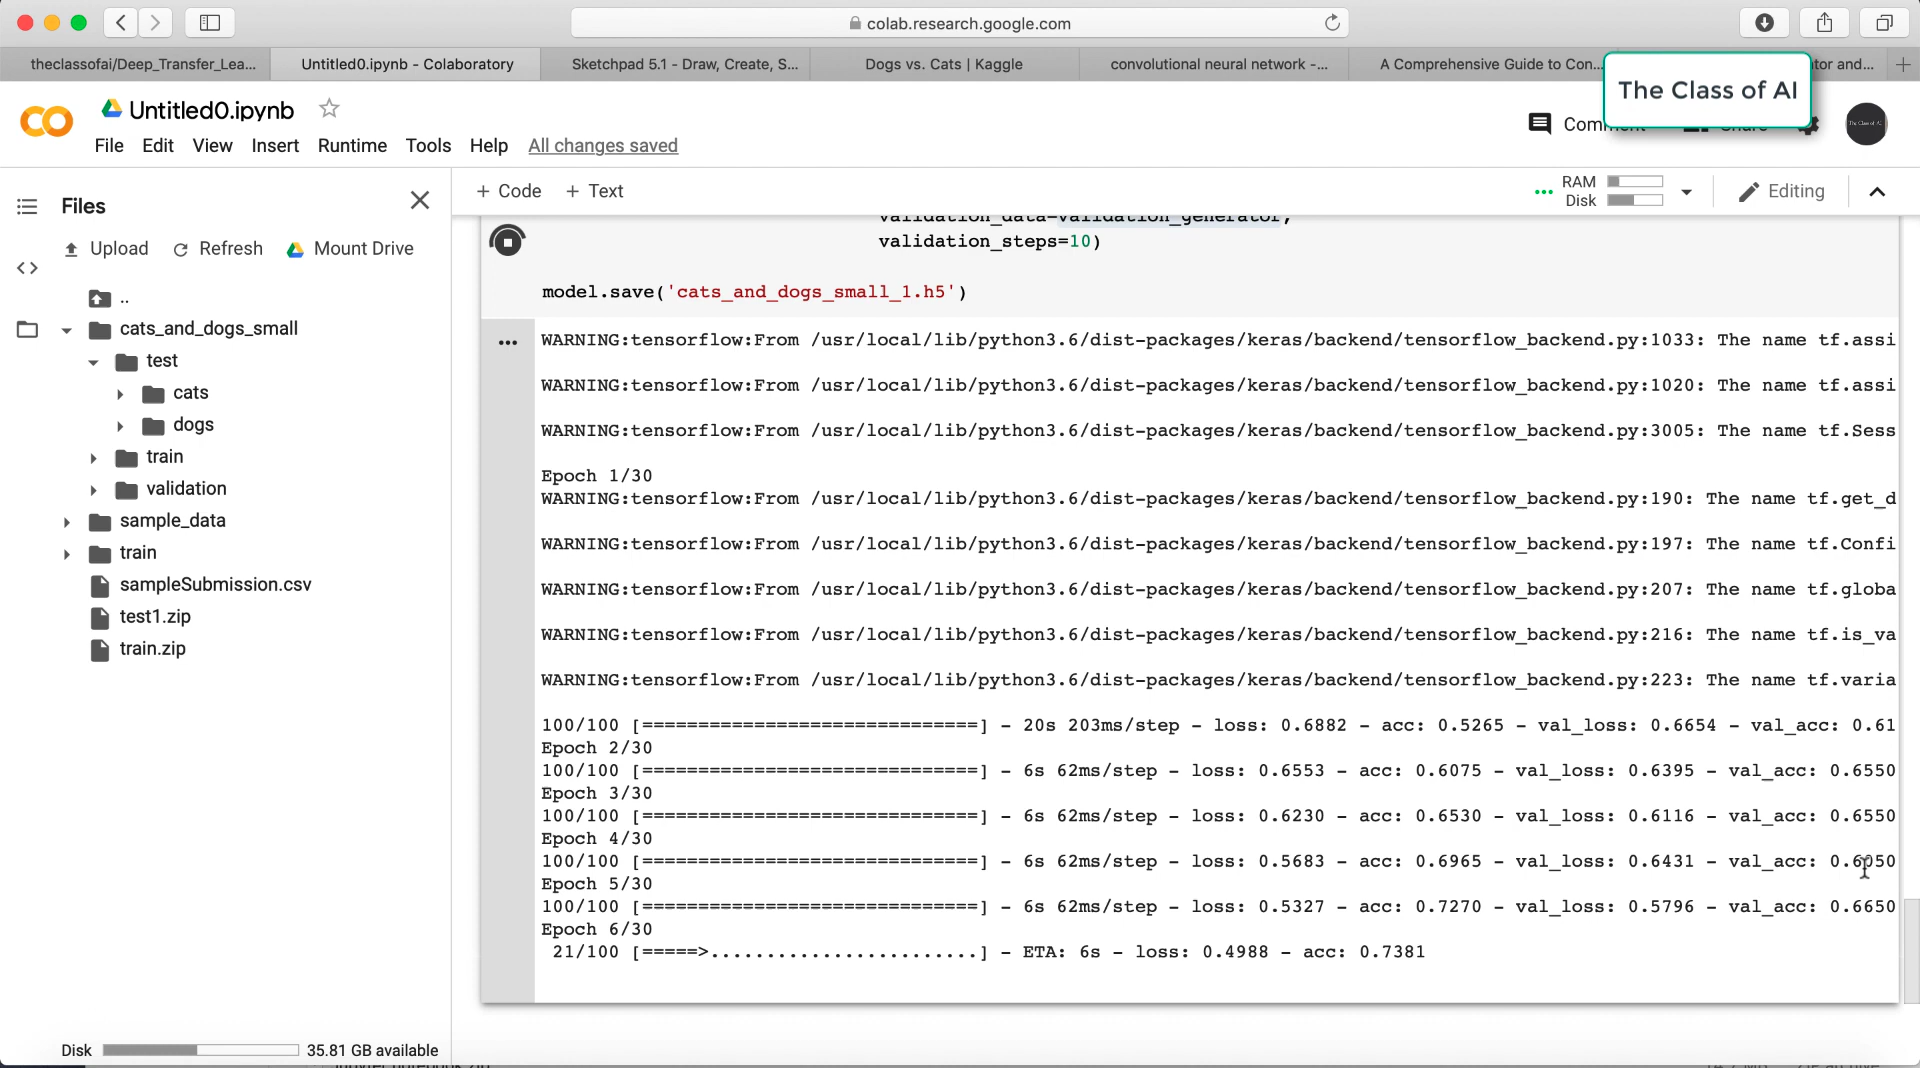 colab.research.google.com
theclassofai/Deep_Transfer_Lea...
Untitled0.ipynb - Colaboratory
Sketchpad 5.1 - Draw, Create, S...
Dogs vs. Cats | Kaggle
convolutional neural network -...
A Comprehensive Guide to Con...
The Class of AI
Untitled0.ipynb
File Edit View Insert Runtime Tools Help All changes saved
+ Code + Text
RAM
Disk
Editing
Files
Upload Refresh Mount Drive
..
cats_and_dogs_small
test
cats
dogs
train
validation
sample_data
train
sampleSubmission.csv
test1.zip
train.zip
Disk 35.81 GB available
validation_data=validation_generator,
validation_steps=10)
model.save('cats_and_dogs_small_1.h5')
WARNING:tensorflow:From /usr/local/lib/python3.6/dist-packages/keras/backend/tensorflow_backend.py:1033: The name tf.assi
WARNING:tensorflow:From /usr/local/lib/python3.6/dist-packages/keras/backend/tensorflow_backend.py:1020: The name tf.assi
WARNING:tensorflow:From /usr/local/lib/python3.6/dist-packages/keras/backend/tensorflow_backend.py:3005: The name tf.Sess
Epoch 1/30
WARNING:tensorflow:From /usr/local/lib/python3.6/dist-packages/keras/backend/tensorflow_backend.py:190: The name tf.get_d
WARNING:tensorflow:From /usr/local/lib/python3.6/dist-packages/keras/backend/tensorflow_backend.py:197: The name tf.Confi
WARNING:tensorflow:From /usr/local/lib/python3.6/dist-packages/keras/backend/tensorflow_backend.py:207: The name tf.globa
WARNING:tensorflow:From /usr/local/lib/python3.6/dist-packages/keras/backend/tensorflow_backend.py:216: The name tf.is_va
WARNING:tensorflow:From /usr/local/lib/python3.6/dist-packages/keras/backend/tensorflow_backend.py:223: The name tf.varia
100/100 [==============================] - 20s 203ms/step - loss: 0.6882 - acc: 0.5265 - val_loss: 0.6654 - val_acc: 0.61
Epoch 2/30
100/100 [==============================] - 6s 62ms/step - loss: 0.6553 - acc: 0.6075 - val_loss: 0.6395 - val_acc: 0.6550
Epoch 3/30
100/100 [==============================] - 6s 62ms/step - loss: 0.6230 - acc: 0.6530 - val_loss: 0.6116 - val_acc: 0.6550
Epoch 4/30
100/100 [==============================] - 6s 62ms/step - loss: 0.5683 - acc: 0.6965 - val_loss: 0.6431 - val_acc: 0.6050
Epoch 5/30
100/100 [==============================] - 6s 62ms/step - loss: 0.5327 - acc: 0.7270 - val_loss: 0.5796 - val_acc: 0.6650
Epoch 6/30
21/100 [=====>........................] - ETA: 6s - loss: 0.4988 - acc: 0.7381